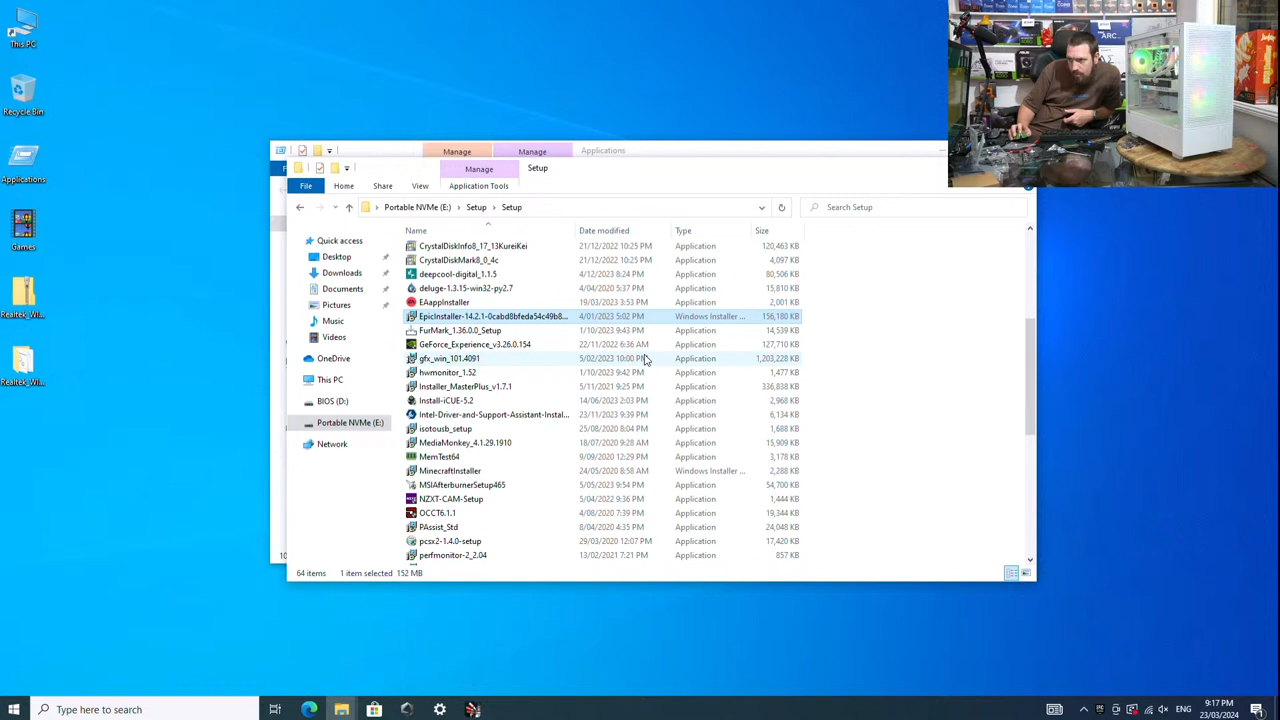 This PC
Recycle Bin
Applications
Games
Realtek_WI...
Realtek_WI...
Manage
Manage
Applications
Manage
Setup
File
Home
Share
View
Application Tools
Portable NVMe (E:)
Setup
Setup
Search Setup
Name
Date modified
Type
Size
Quick access
Desktop
Downloads
Documents
Pictures
Music
Videos
OneDrive
This PC
BIOS (D:)
Portable NVMe (E:)
Network
CrystalDiskInfo8_17_13KureiKei 21/12/2022 10:25 PM Application 120,463 KB
CrystalDiskMark8_0_4c 21/12/2022 10:25 PM Application 4,097 KB
deepcool-digital_1.1.5 4/12/2023 8:24 PM Application 80,506 KB
deluge-1.3.15-win32-py2.7 4/04/2020 5:37 PM Application 15,810 KB
EAappInstaller 19/03/2023 3:53 PM Application 2,001 KB
EpicInstaller-14.2.1-0cabd8bfeda54c49b8... 4/01/2023 5:02 PM Windows Installer ... 156,180 KB
FurMark_1.36.0.0_Setup 1/10/2023 9:43 PM Application 14,539 KB
GeForce_Experience_v3.26.0.154 22/11/2022 6:36 AM Application 127,710 KB
gfx_win_101.4091 5/02/2023 10:00 PM Application 1,203,228 KB
hwmonitor_1.52 1/10/2023 9:42 PM Application 1,477 KB
Installer_MasterPlus_v1.7.1 5/11/2021 9:25 PM Application 336,838 KB
Install-iCUE-5.2 14/06/2023 2:03 PM Application 2,968 KB
Intel-Driver-and-Support-Assistant-Instal... 23/11/2023 9:39 PM Application 6,134 KB
isotousb_setup 25/08/2020 8:04 PM Application 1,688 KB
MediaMonkey_4.1.29.1910 18/07/2020 9:28 AM Application 15,909 KB
MemTest64 9/09/2020 12:29 PM Application 3,178 KB
MinecraftInstaller 24/05/2020 8:58 AM Windows Installer ... 2,288 KB
MSIAfterburnerSetup465 5/05/2023 9:54 PM Application 54,700 KB
NZXT-CAM-Setup 5/04/2022 9:36 PM Application 1,444 KB
OCCT6.1.1 4/08/2020 7:39 PM Application 19,344 KB
PAssist_Std 8/04/2020 4:35 PM Application 24,048 KB
pcsx2-1.4.0-setup 29/03/2020 12:07 PM Application 17,420 KB
perfmonitor-2_2.04 13/02/2021 7:21 PM Application 857 KB
64 items
1 item selected 152 MB
Type here to search
9:17 PM
23/03/2024
ARC